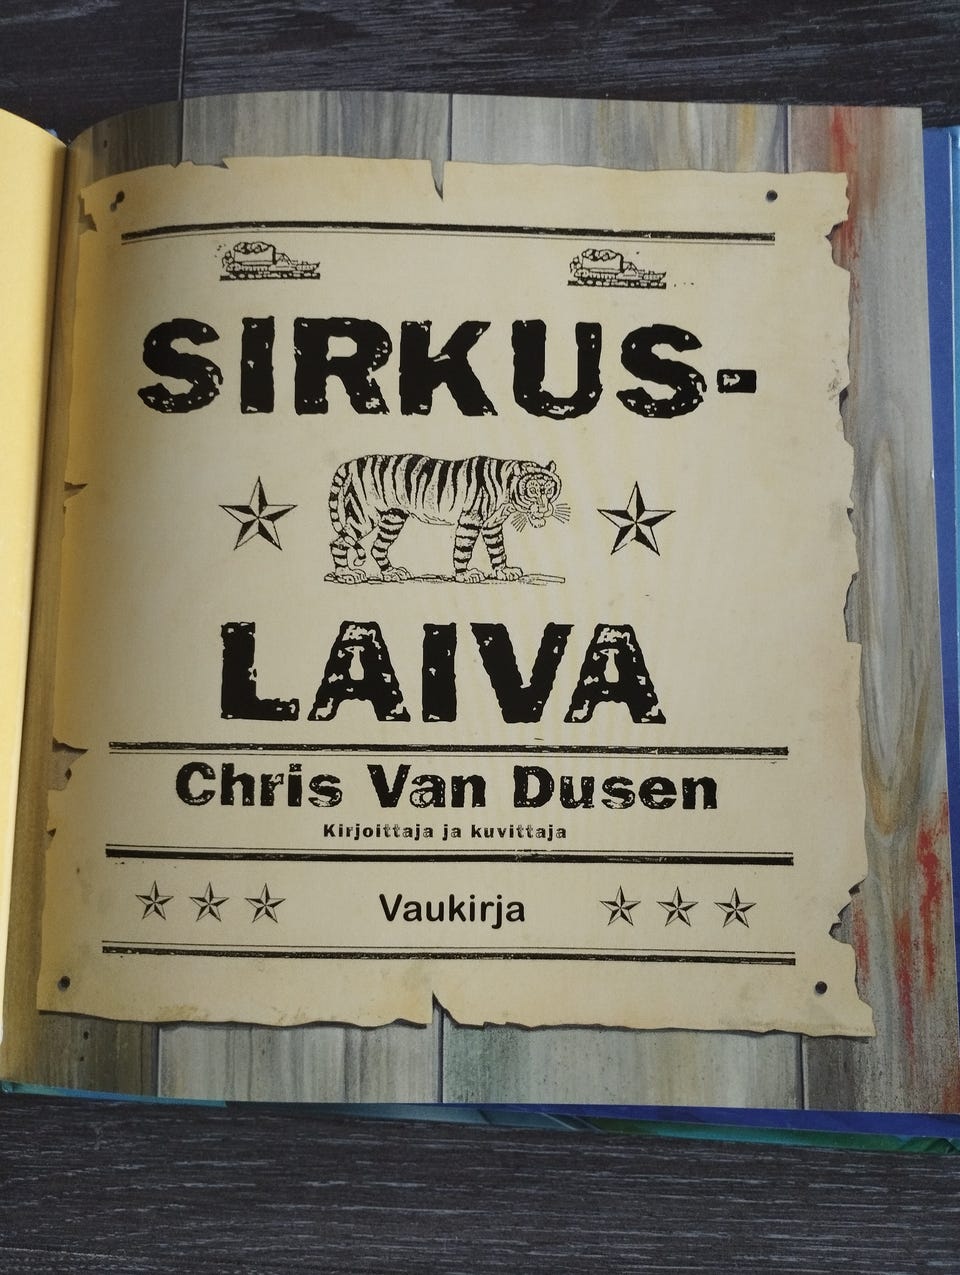 SIRKUS-
LAIVA
Chris Van Dusen
Kirjoittaja ja kuvittaja
Vaukirja